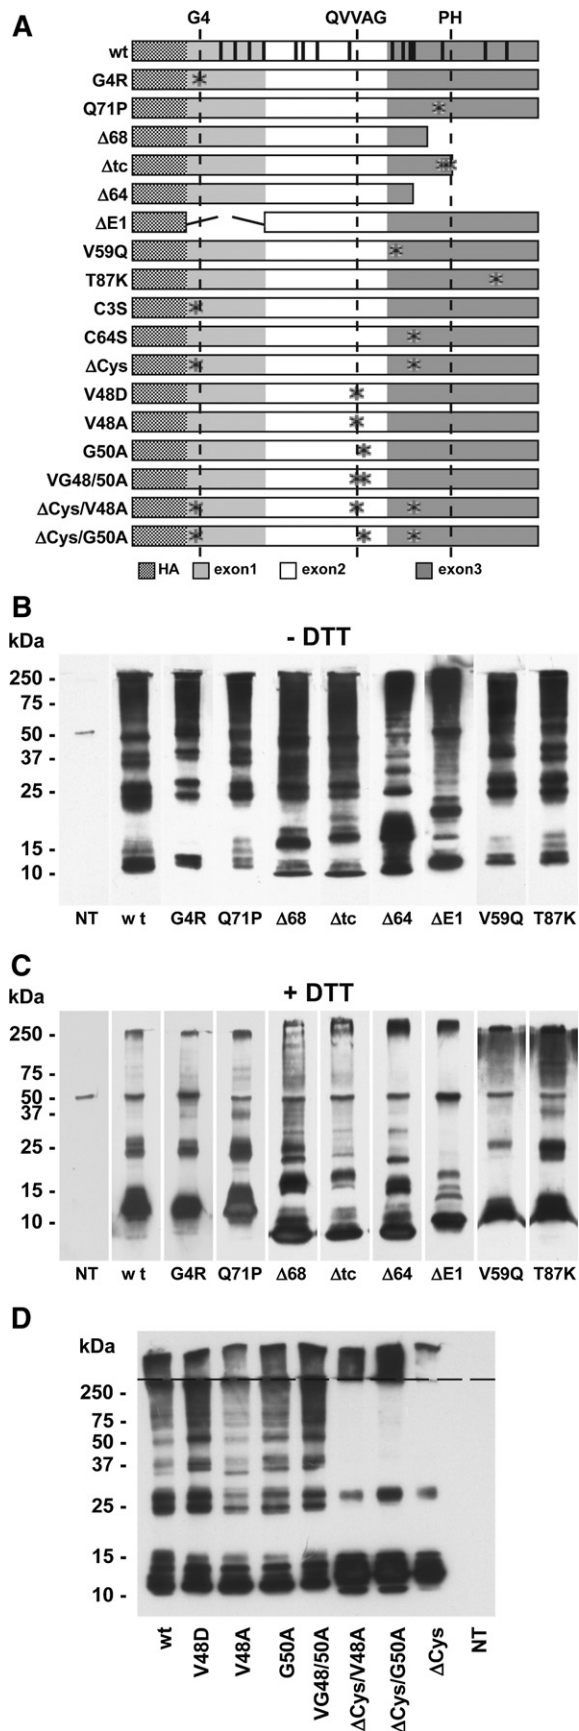 A
G4 QVVAG PH
wt
G4R
Q71P
Δ68
Δtc
Δ64
ΔE1
V59Q
T87K
C3S
C64S
ΔCys
V48D
V48A
G50A
VG48/50A
ΔCys/V48A
ΔCys/G50A
HA exon1 exon2 exon3
B
kDa - DTT
250 -
75 -
50 -
37 -
25 -
15 -
10 -
NT w t G4R Q71P Δ68 Δtc Δ64 ΔE1 V59Q T87K
C
kDa + DTT
250 -
75 -
50 -
37 -
25 -
15 -
10 -
NT w t G4R Q71P Δ68 Δtc Δ64 ΔE1 V59Q T87K
D
kDa
250 -
75 -
50 -
37 -
25 -
15 -
10 -
wt V48D V48A G50A VG48/50A ΔCys/V48A ΔCys/G50A ΔCys NT